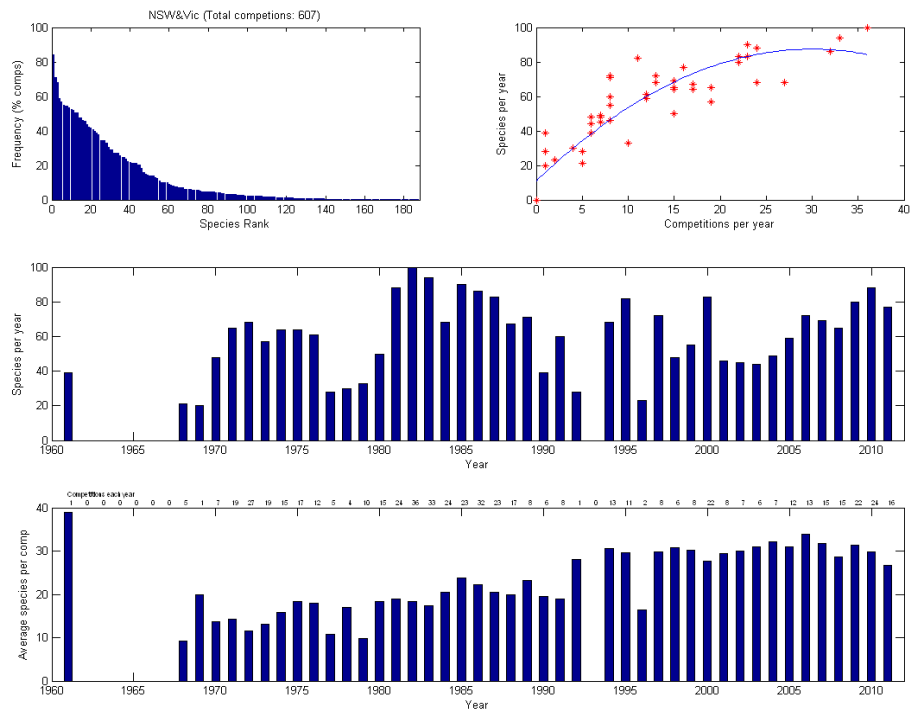 NSW&Vic (Total competions: 607)
100
80
60
40
20
0
Frequency (% comps)
0 20 40 60 80 100 120 140 160 180
Species Rank
100
80
60
40
20
0
Species per year
0 5 10 15 20 25 30 35 40
Competitions per year
100
80
60
40
20
0
Species per year
1960 1965 1970 1975 1980 1985 1990 1995 2000 2005 2010
Year
Competitions each year
1 0 0 0 0 0 0 5 1 7 19 27 19 15 17 12 5 4 10 15 24 36 33 24 23 32 23 17 8 6 8 1 0 13 11 2 8 6 8 22 8 7 6 7 12 13 15 15 22 24 16
40
30
20
10
0
Average species per comp
1960 1965 1970 1975 1980 1985 1990 1995 2000 2005 2010
Year